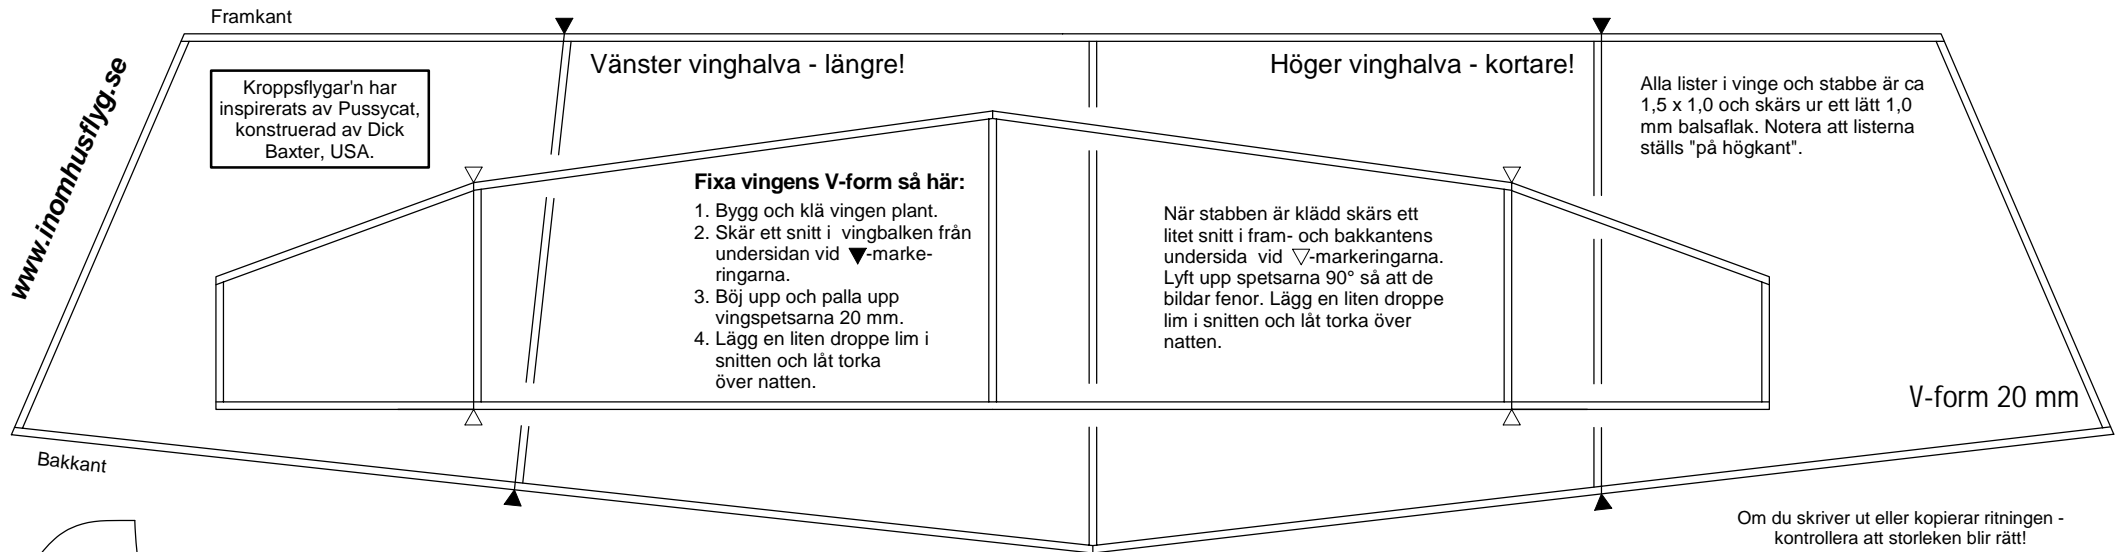 Framkant
www.inomhusflyg.se
Kroppsflygar'n har
inspirerats av Pussycat,
konstruerad av Dick
Baxter, USA.
Vänster vinghalva - längre!
Höger vinghalva - kortare!
Alla lister i vinge och stabbe är ca
1,5 x 1,0 och skärs ur ett lätt 1,0
mm balsaflak. Notera att listerna
ställs "på högkant".
Fixa vingens V-form så här:
1. Bygg och klä vingen plant.
2. Skär ett snitt i vingbalken från
undersidan vid ▼-marke-
ringarna.
3. Böj upp och palla upp
vingspetsarna 20 mm.
4. Lägg en liten droppe lim i
snitten och låt torka
över natten.
När stabben är klädd skärs ett
litet snitt i fram- och bakkantens
undersida vid ▽-markeringarna.
Lyft upp spetsarna 90° så att de
bildar fenor. Lägg en liten droppe
lim i snitten och låt torka över
natten.
V-form 20 mm
Bakkant
Om du skriver ut eller kopierar ritningen -
kontrollera att storleken blir rätt!